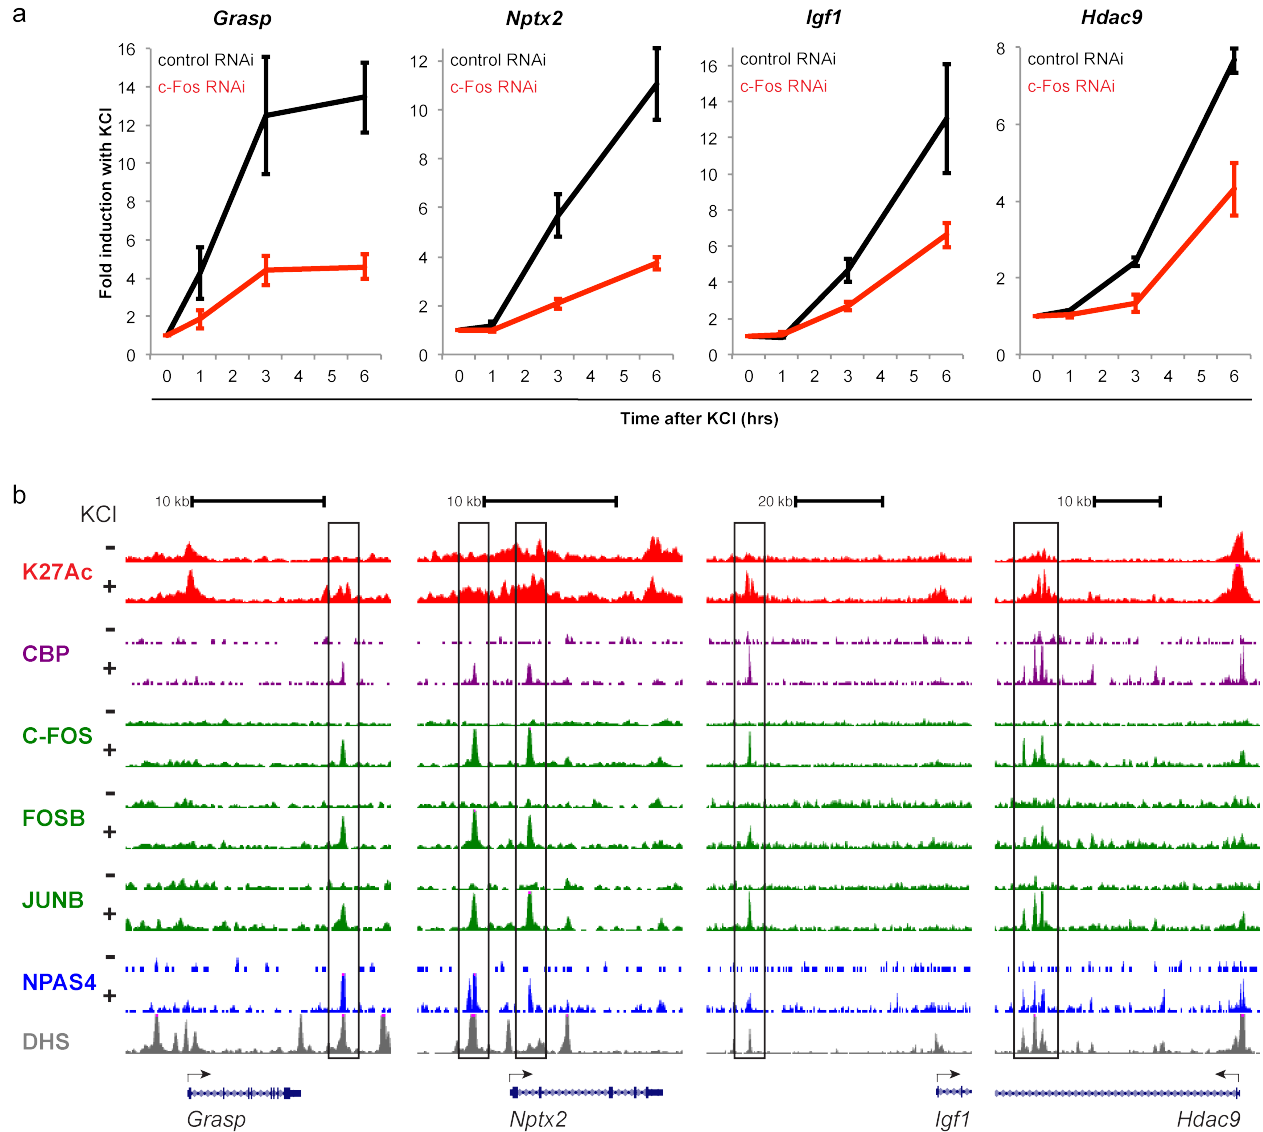 a
Grasp Nptx2 Igf1 Hdac9
Fold induction with KCl
16 14 12 10 8 6 4 2 0
control RNAi
c-Fos RNAi
0 1 2 3 4 5 6
12 10 8 6 4 2 0
control RNAi
c-Fos RNAi
0 1 2 3 4 5 6
16 14 12 10 8 6 4 2 0
control RNAi
c-Fos RNAi
0 1 2 3 4 5 6
8 6 4 2 0
control RNAi
c-Fos RNAi
0 1 2 3 4 5 6
Time after KCl (hrs)
b
10 kb 10 kb 20 kb 10 kb
KCl
-
K27Ac
+
-
CBP
+
-
C-FOS
+
-
FOSB
+
-
JUNB
+
-
NPAS4
+
DHS
Grasp Nptx2 Igf1 Hdac9